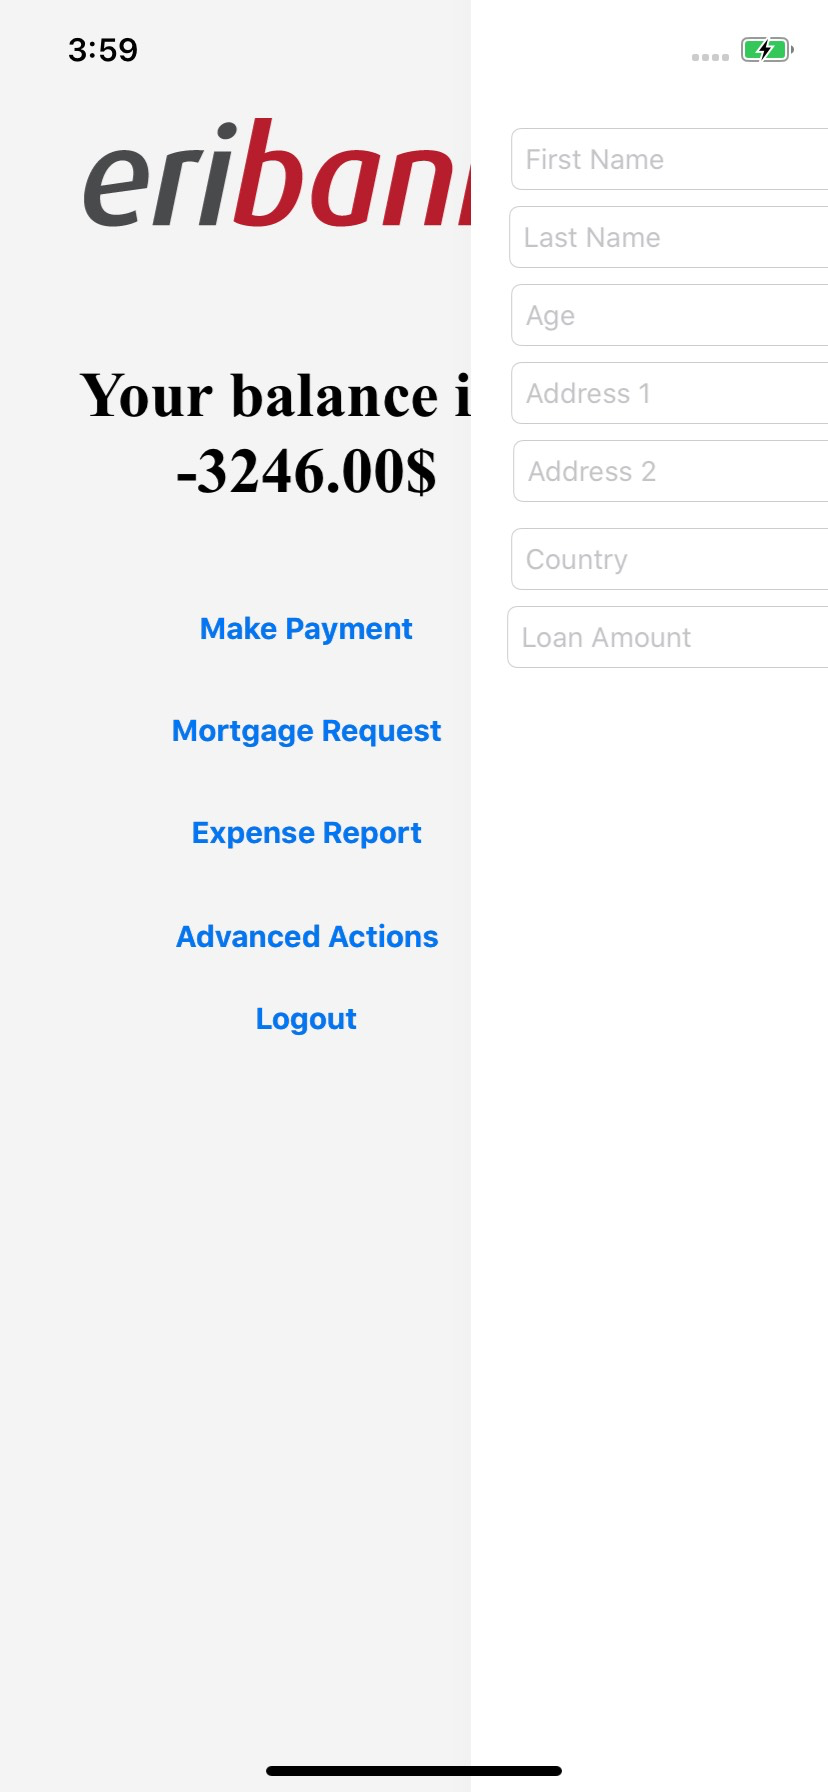 3:59
eriban
Your balance i
-3246.00$
Make Payment
Mortgage Request
Expense Report
Advanced Actions
Logout
First Name
Last Name
Age
Address 1
Address 2
Country
Loan Amount